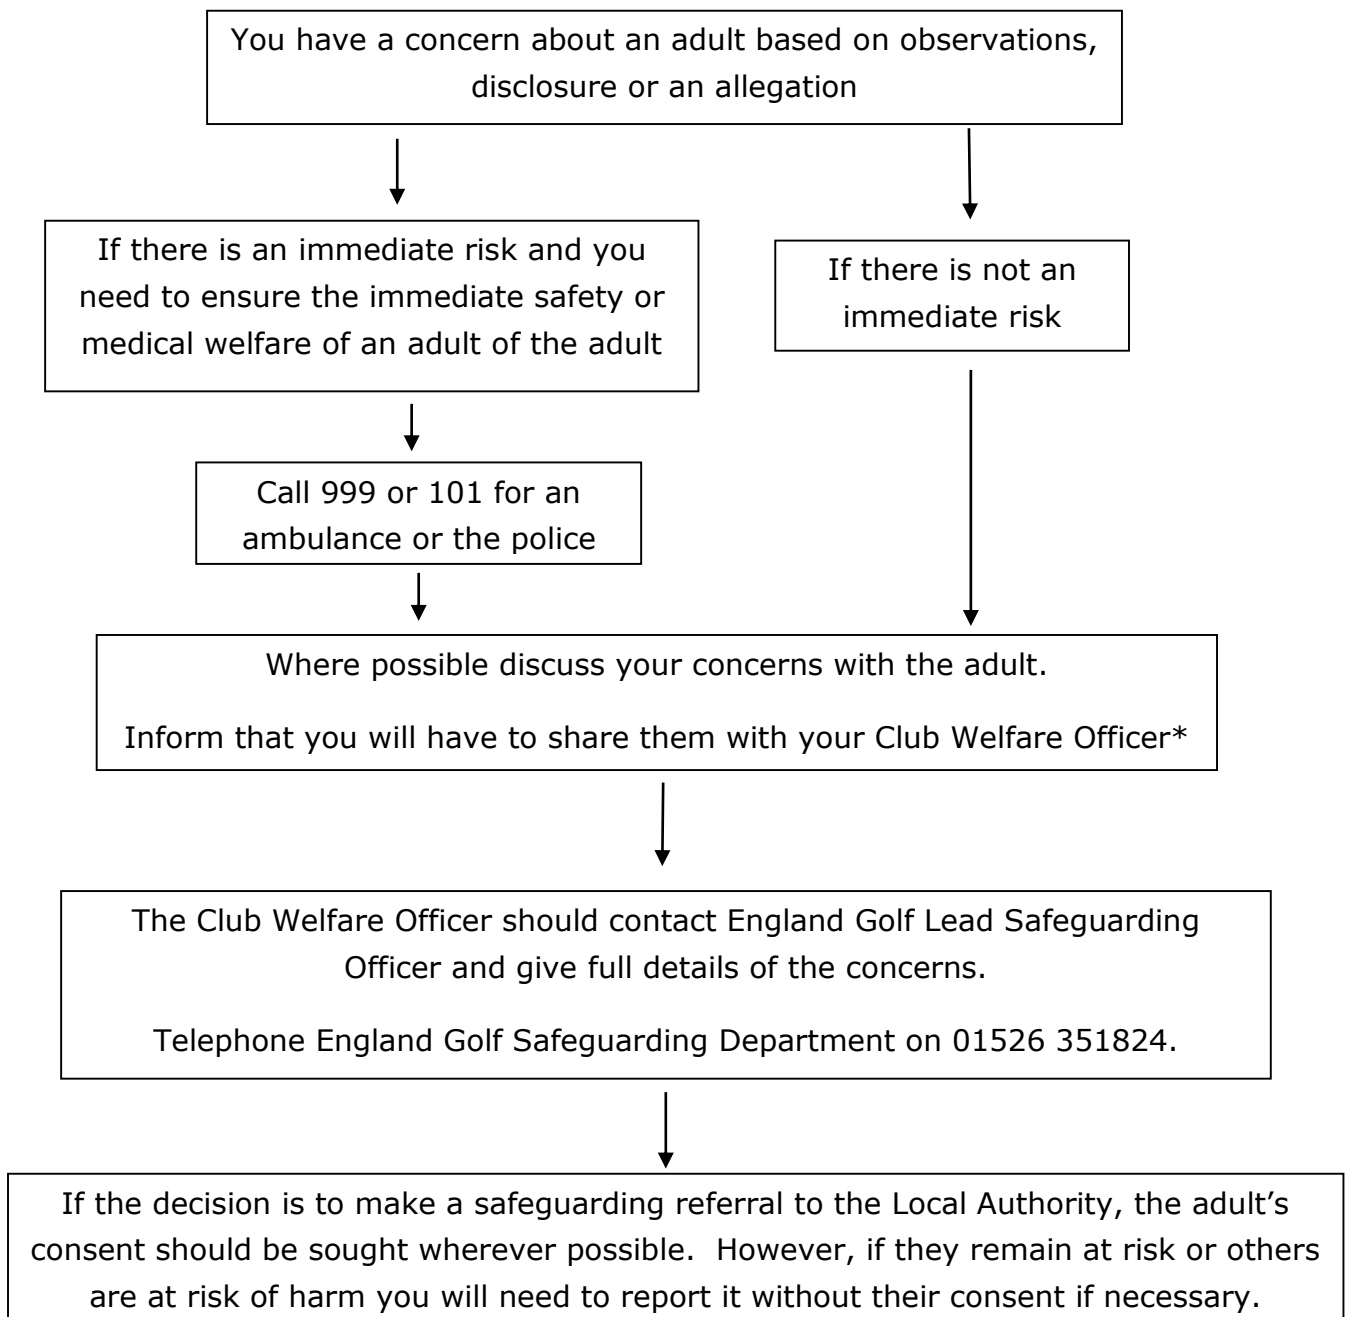 You have a concern about an adult based on observations,
disclosure or an allegation
If there is an immediate risk and you
need to ensure the immediate safety or
medical welfare of an adult of the adult
If there is not an
immediate risk
Call 999 or 101 for an
ambulance or the police
Where possible discuss your concerns with the adult.
Inform that you will have to share them with your Club Welfare Officer*
The Club Welfare Officer should contact England Golf Lead Safeguarding
Officer and give full details of the concerns.
Telephone England Golf Safeguarding Department on 01526 351824.
If the decision is to make a safeguarding referral to the Local Authority, the adult’s
consent should be sought wherever possible.  However, if they remain at risk or others
are at risk of harm you will need to report it without their consent if necessary.